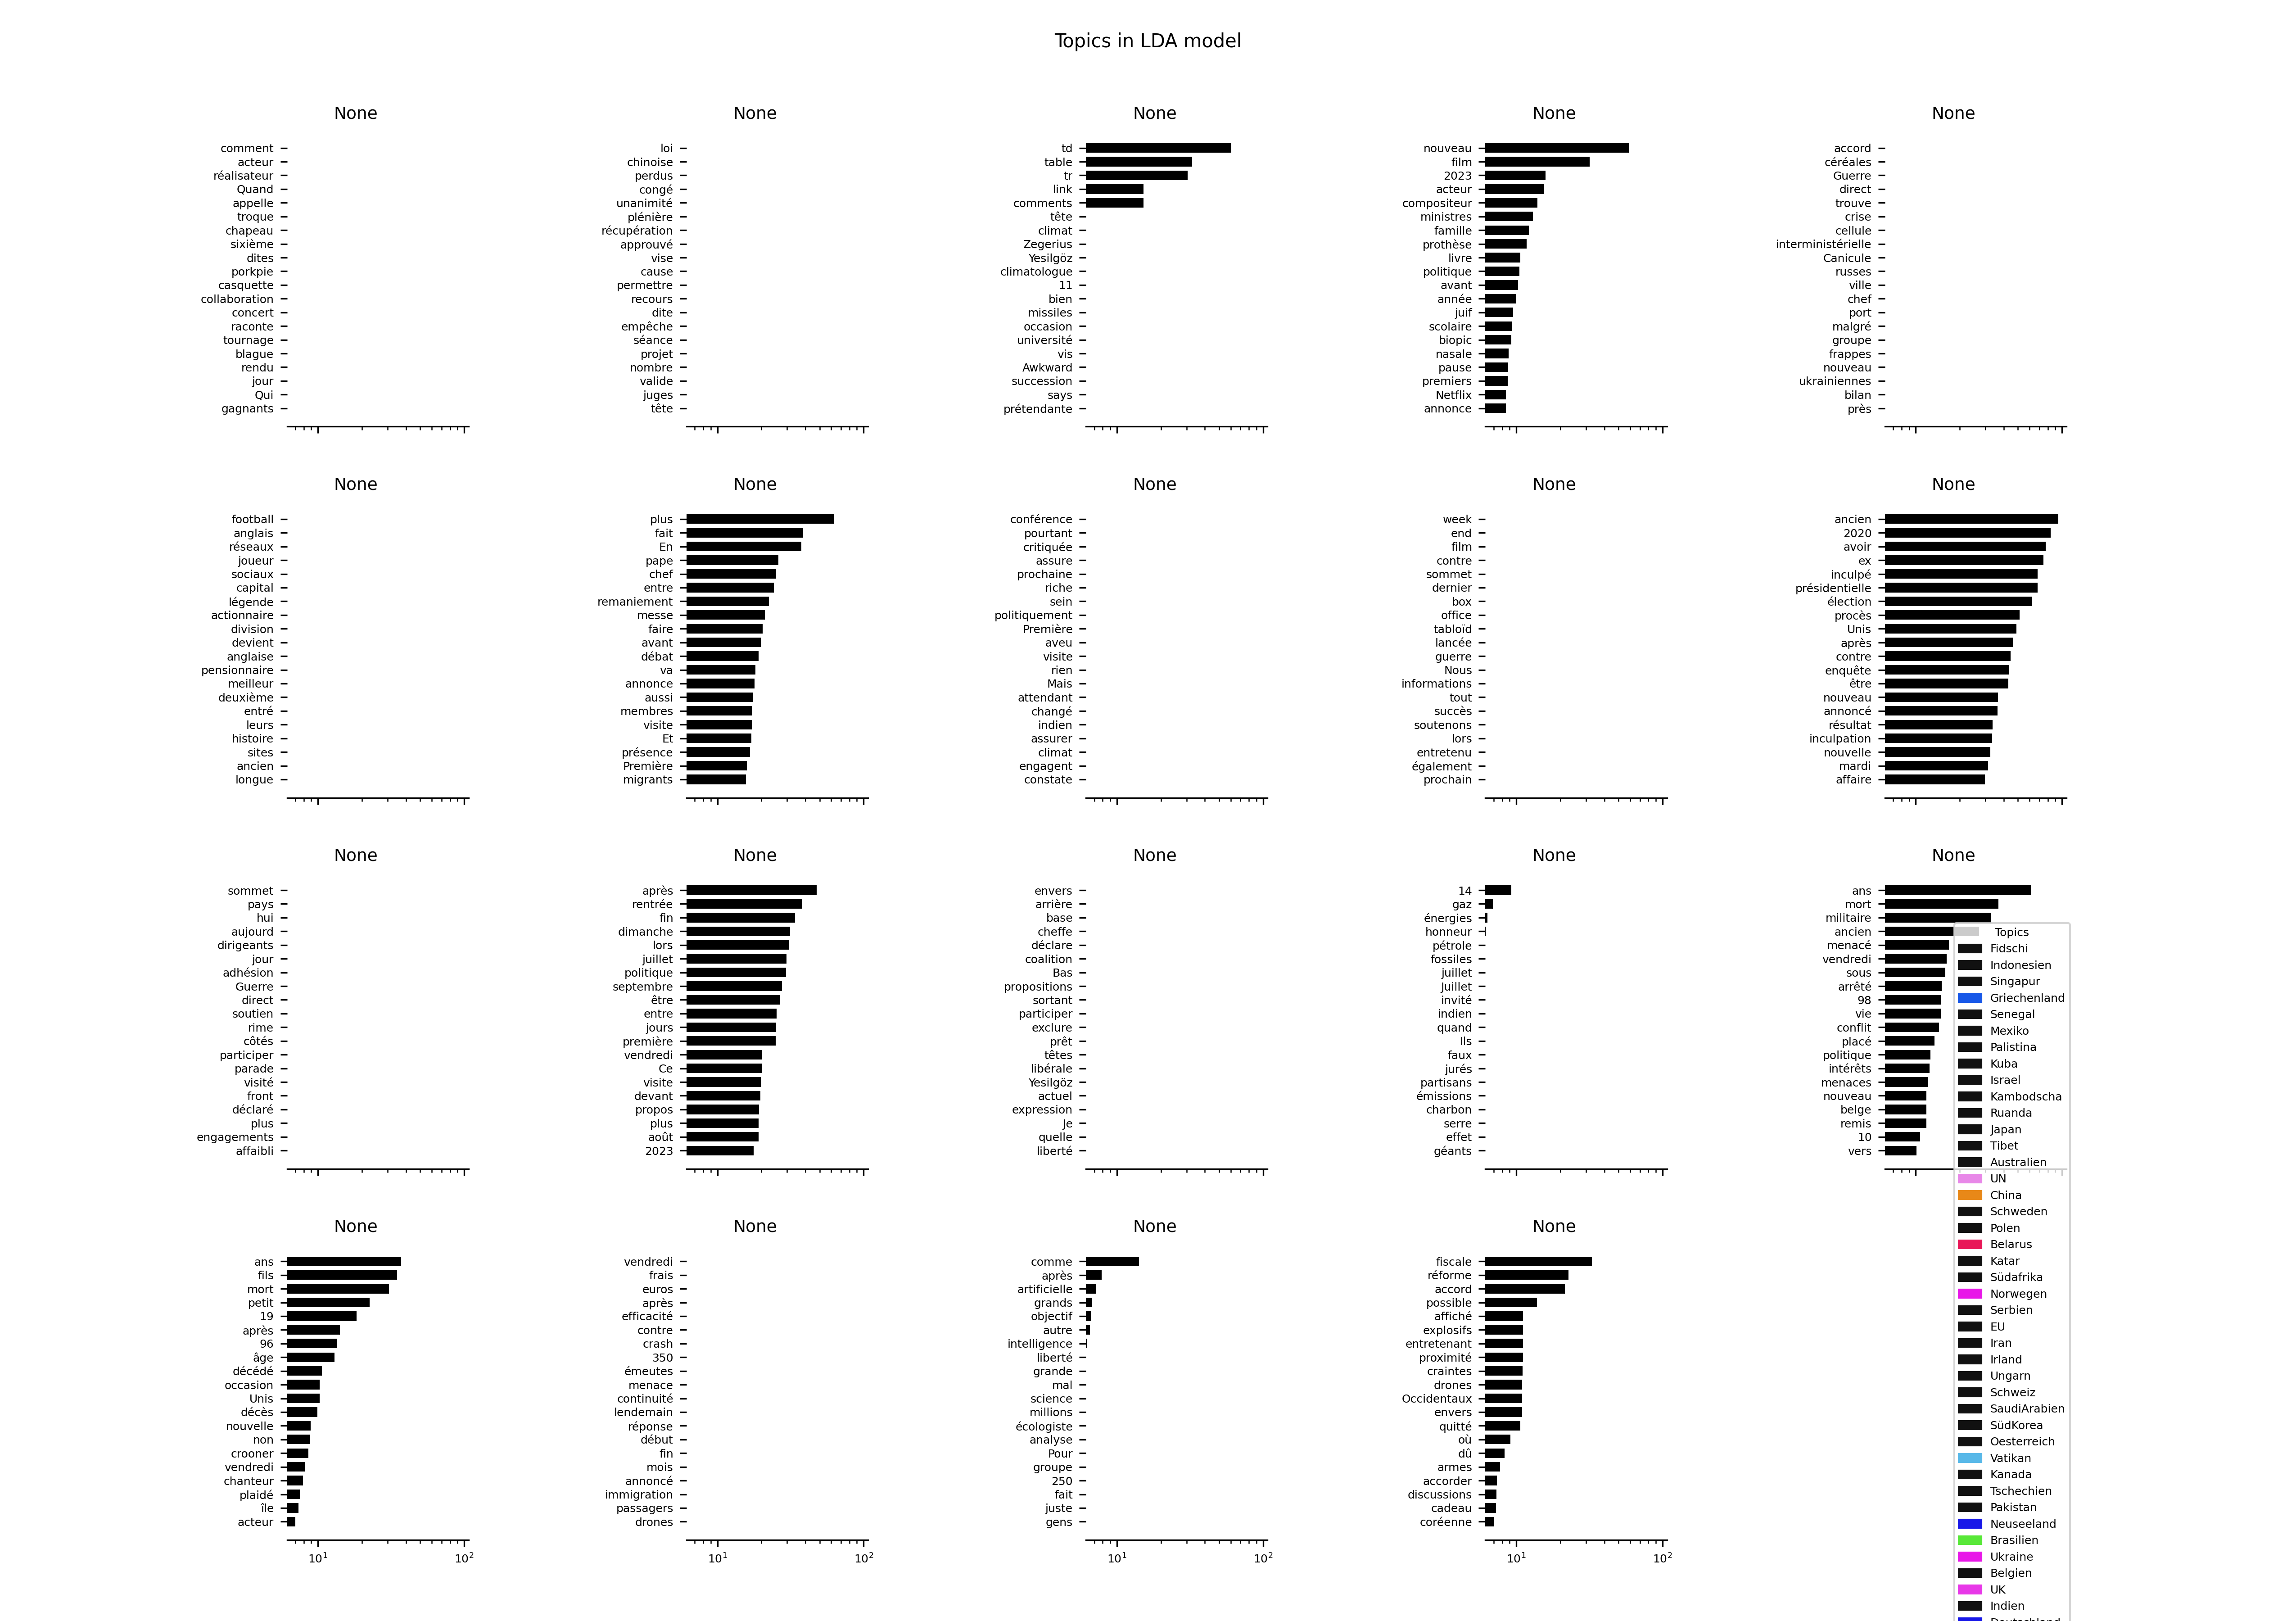 Topics in LDA model
None
comment
acteur
réalisateur
Quand
appelle
troque
chapeau
sixième
dites
porkpie
casquette
collaboration
concert
raconte
tournage
blague
rendu
jour
Qui
gagnants
None
loi
chinoise
perdus
congé
unanimité
plénière
récupération
approuvé
vise
cause
permettre
recours
dite
empêche
séance
projet
nombre
valide
juges
tête
None
td
table
tr
link
comments
tête
climat
Zegerius
Yesilgöz
climatologue
11
bien
missiles
occasion
université
vis
Awkward
succession
says
prétendante
None
nouveau
film
2023
acteur
compositeur
ministres
famille
prothèse
livre
politique
avant
année
juif
scolaire
biopic
nasale
pause
premiers
Netflix
annonce
None
accord
céréales
Guerre
direct
trouve
crise
cellule
interministérielle
Canicule
russes
ville
chef
port
malgré
groupe
frappes
nouveau
ukrainiennes
bilan
près
None
football
anglais
réseaux
joueur
sociaux
capital
légende
actionnaire
division
devient
anglaise
pensionnaire
meilleur
deuxième
entré
leurs
histoire
sites
ancien
longue
None
plus
fait
En
pape
chef
entre
remaniement
messe
faire
avant
débat
va
annonce
aussi
membres
visite
Et
présence
Première
migrants
None
conférence
pourtant
critiquée
assure
prochaine
riche
sein
politiquement
Première
aveu
visite
rien
Mais
attendant
changé
indien
assurer
climat
engagent
constate
None
week
end
film
contre
sommet
dernier
box
office
tabloïd
lancée
guerre
Nous
informations
tout
succès
soutenons
lors
entretenu
également
prochain
None
ancien
2020
avoir
ex
inculpé
présidentielle
élection
procès
Unis
après
contre
enquête
être
nouveau
annoncé
résultat
inculpation
nouvelle
mardi
affaire
None
sommet
pays
hui
aujourd
dirigeants
jour
adhésion
Guerre
direct
soutien
rime
côtés
participer
parade
visité
front
déclaré
plus
engagements
affaibli
None
après
rentrée
fin
dimanche
lors
juillet
politique
septembre
être
entre
jours
première
vendredi
Ce
visite
devant
propos
plus
août
2023
None
envers
arrière
base
cheffe
déclare
coalition
Bas
propositions
sortant
participer
exclure
prêt
têtes
libérale
Yesilgöz
actuel
expression
Je
quelle
liberté
None
14
gaz
énergies
honneur
pétrole
fossiles
juillet
Juillet
invité
indien
quand
Ils
faux
jurés
partisans
émissions
charbon
serre
effet
géants
None
ans
mort
militaire
ancien
menacé
vendredi
sous
arrêté
98
vie
conflit
placé
politique
intérêts
menaces
nouveau
belge
remis
10
vers
Topics
Fidschi
Indonesien
Singapur
Griechenland
Senegal
Mexiko
Palistina
Kuba
Israel
Kambodscha
Ruanda
Japan
Tibet
Australien
UN
China
Schweden
Polen
Belarus
Katar
Südafrika
Norwegen
Serbien
EU
Iran
Irland
Ungarn
Schweiz
SaudiArabien
SüdKorea
Oesterreich
Vatikan
Kanada
Tschechien
Pakistan
Neuseeland
Brasilien
Ukraine
Belgien
UK
Indien
None
ans
fils
mort
petit
19
après
96
âge
décédé
occasion
Unis
décès
nouvelle
non
crooner
vendredi
chanteur
plaidé
île
acteur
10¹ 10²
None
vendredi
frais
euros
après
efficacité
contre
crash
350
émeutes
menace
continuité
lendemain
réponse
début
fin
mois
annoncé
immigration
passagers
drones
10¹ 10²
None
comme
après
artificielle
grands
objectif
autre
intelligence
liberté
grande
mal
science
millions
écologiste
analyse
Pour
groupe
250
fait
juste
gens
10¹ 10²
None
fiscale
réforme
accord
possible
affiché
explosifs
entretenant
proximité
craintes
drones
Occidentaux
envers
quitté
où
dû
armes
accorder
discussions
cadeau
coréenne
10¹ 10²